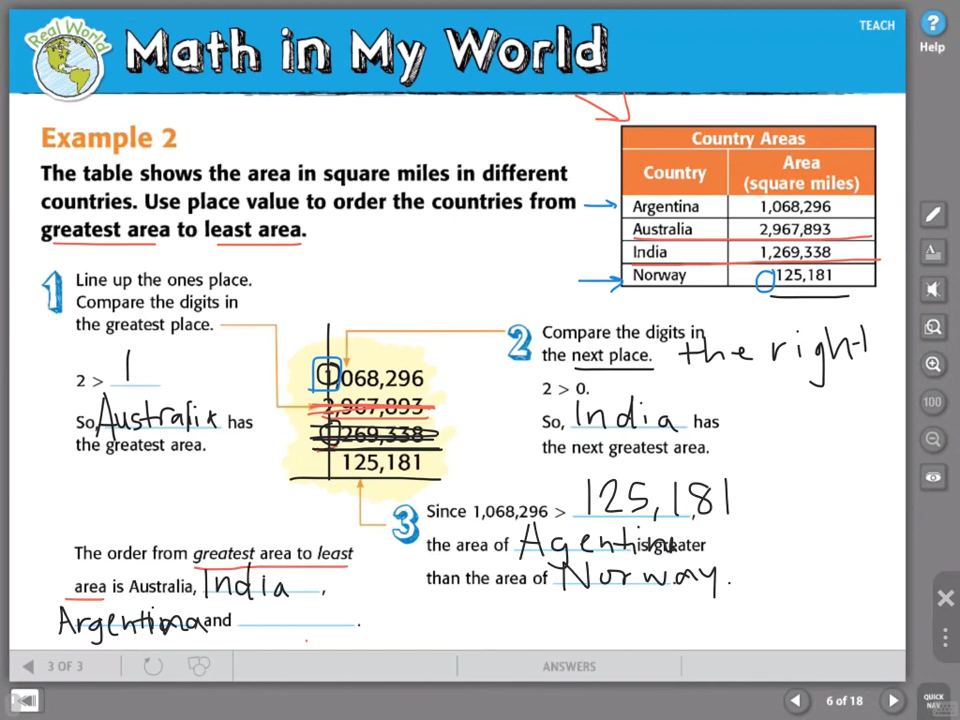 TEACH
Help
Real World
Math in My World
Example 2
The table shows the area in square miles in different
countries. Use place value to order the countries from
greatest area to least area.
Country Areas
Country Area (square miles)
Argentina 1,068,296
Australia 2,967,893
India 1,269,338
Norway 125,181
1 Line up the ones place.
Compare the digits in
the greatest place.
2 > 1
So, Australia has
the greatest area.
1,068,296
2,967,893
1,269,338
125,181
2 Compare the digits in
the next place. the right
2 > 0.
So, India has
the next greatest area.
3 Since 1,068,296 > 125,181
the area of Agentina is greater
than the area of Norway.
The order from greatest area to least
area is Australia, India,
Argentina and .
100
3 OF 3
ANSWERS
6 of 18
QUICK
NAV